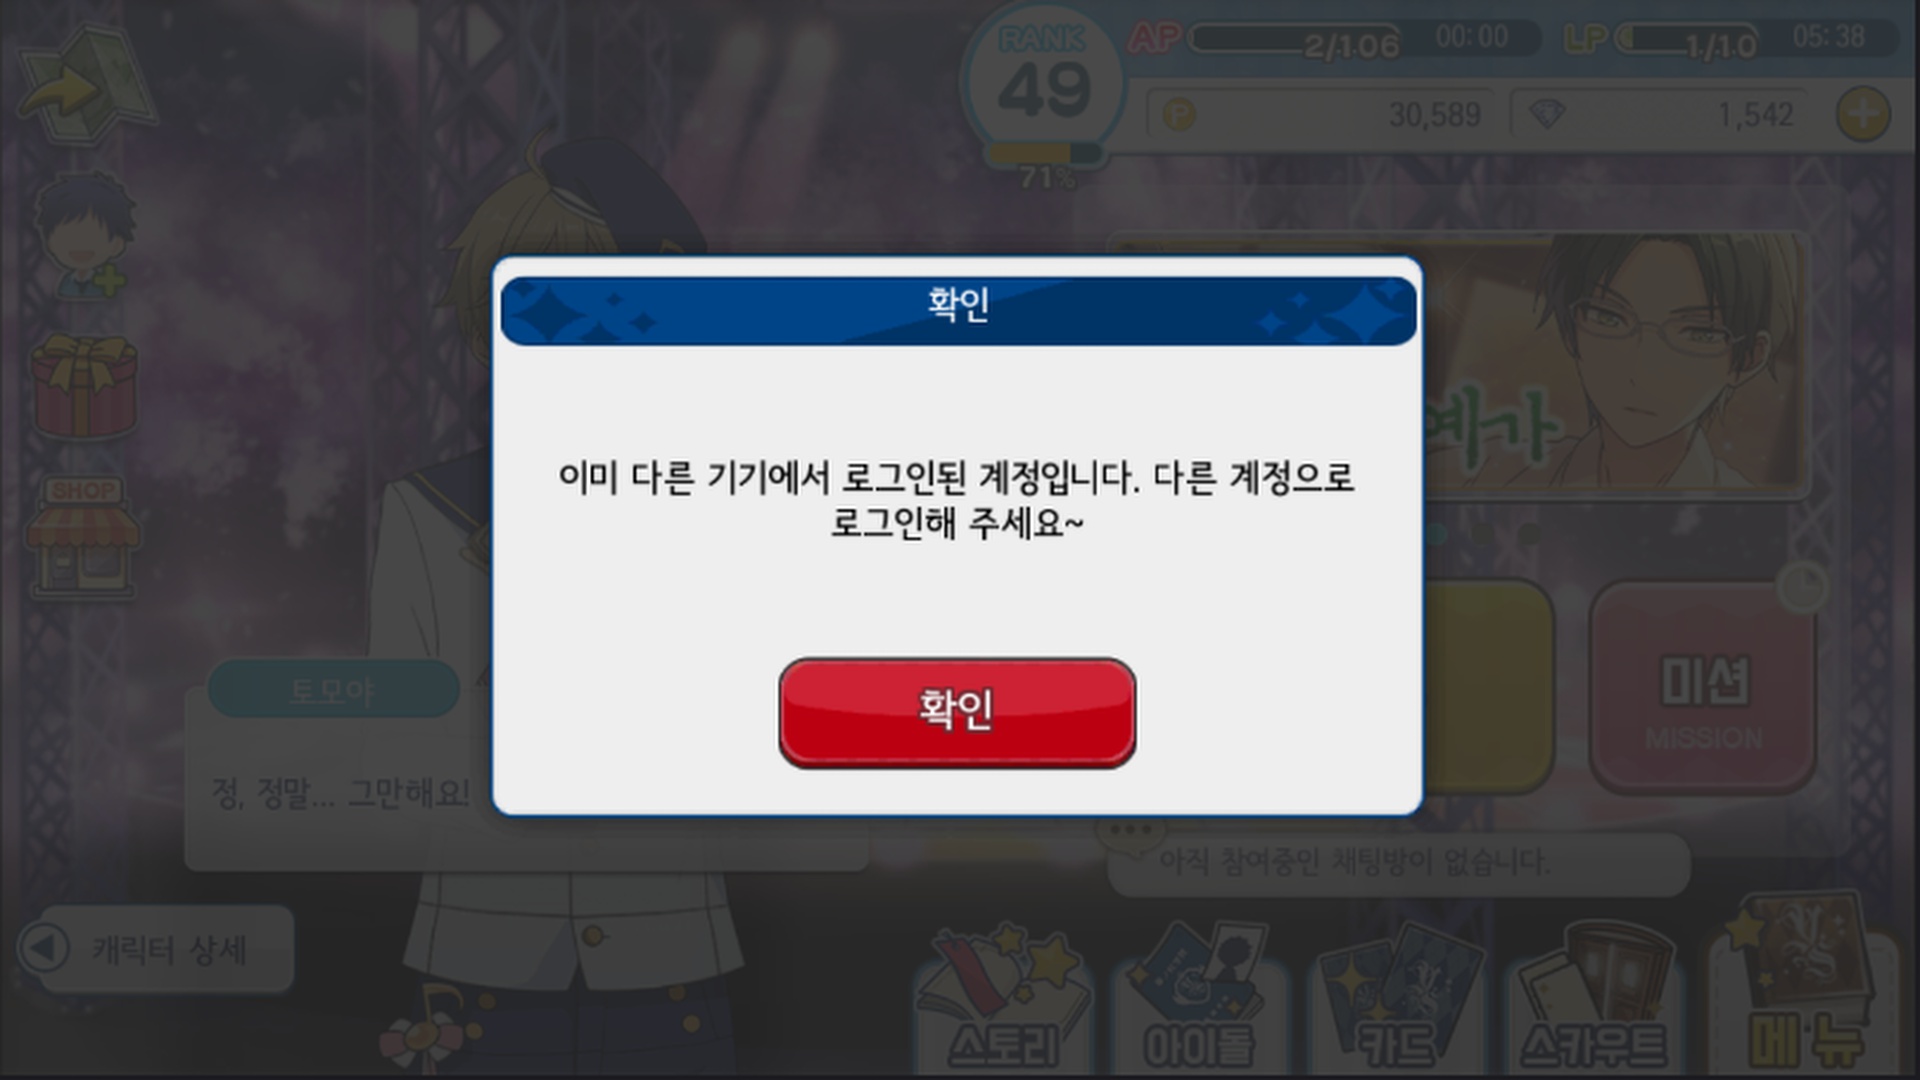 RANK
49
71%
AP
2/106
00:00
LP
1/10
05:38
30,589
1,542
SHOP
확인
이미 다른 기기에서 로그인된 계정입니다. 다른 계정으로
로그인해 주세요~
확인
예가
미션
MISSION
토모야
정, 정말... 그만해요!
아직 참여중인 채팅방이 없습니다.
캐릭터 상세
스토리
아이돌
카드
스카우트
메뉴